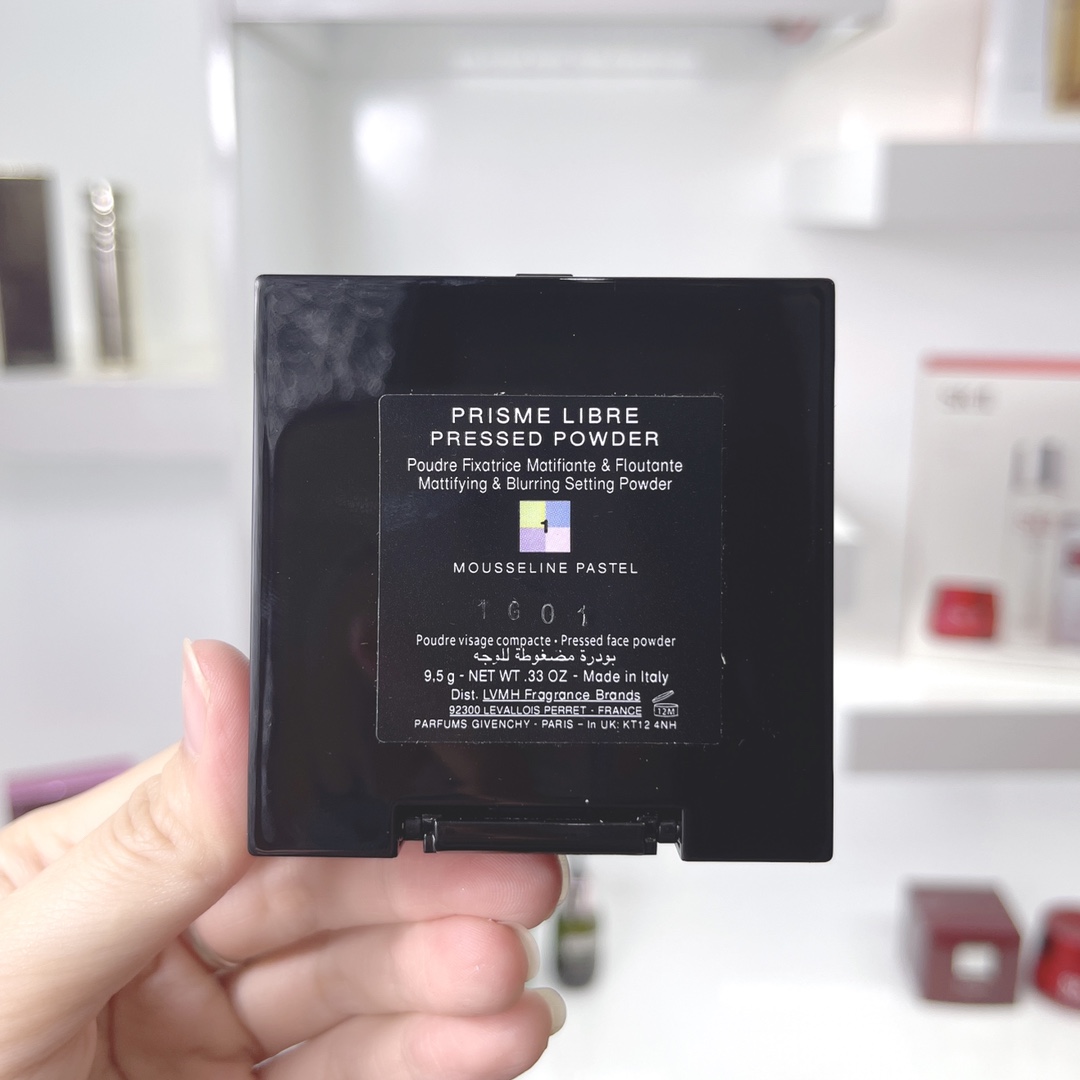 PRISME LIBRE
PRESSED POWDER
Poudre Fixatrice Matifiante & Floutante
Mattifying & Blurring Setting Powder
1
MOUSSELINE PASTEL
1G01
Poudre visage compacte • Pressed face powder
بودرة مضغوطة للوجه
9,5 g - NET WT .33 OZ - Made in Italy
Dist. LVMH Fragrance Brands
92300 LEVALLOIS PERRET - FRANCE
12M
PARFUMS GIVENCHY - PARIS – In UK: KT12 4NH